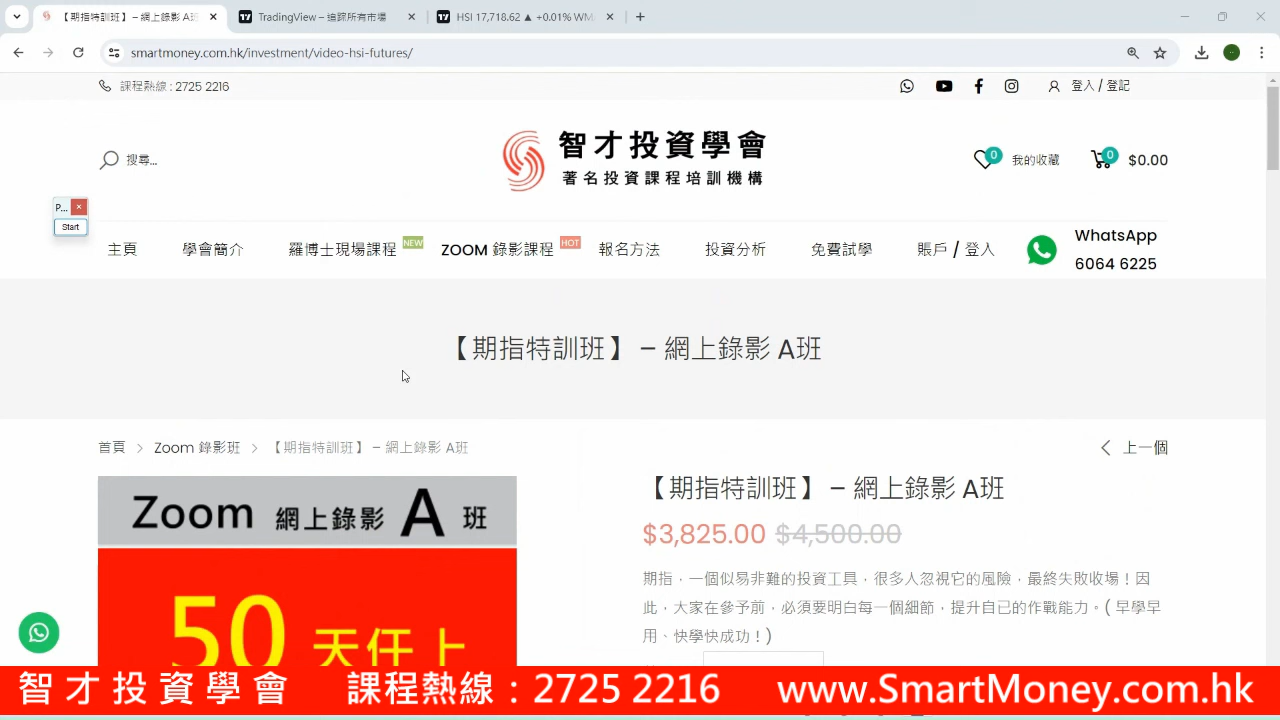 【期指特訓班】 – 網上錄影 A班
TradingView – 追踪所有市場
HSI 17,718.62 ▲ +0.01% WM
smartmoney.com.hk/investment/video-hsi-futures/
課程熱線 : 2725 2216
登入 / 登記
搜尋...
智才投資學會
著名投資課程培訓機構
0
我的收藏
0
$0.00
P...
Start
主頁
學會簡介
羅博士現場課程
NEW
ZOOM 錄影課程
HOT
報名方法
投資分析
免費試學
賬戶 / 登入
WhatsApp
6064 6225
【期指特訓班】 – 網上錄影 A班
首頁 > Zoom 錄影班 > 【期指特訓班】 – 網上錄影 A班
上一個
Zoom 網上錄影 A 班
50 天任上
【期指特訓班】 – 網上錄影 A班
$3,825.00 $4,500.00
期指，一個似易非難的投資工具，很多人忽視它的風險，最終失敗收場！因
此，大家在參予前，必須要明白每一個細節，提升自己的作戰能力。( 早學早
用、快學快成功！)
智才投資學會 課程熱線：2725 2216 www.SmartMoney.com.hk